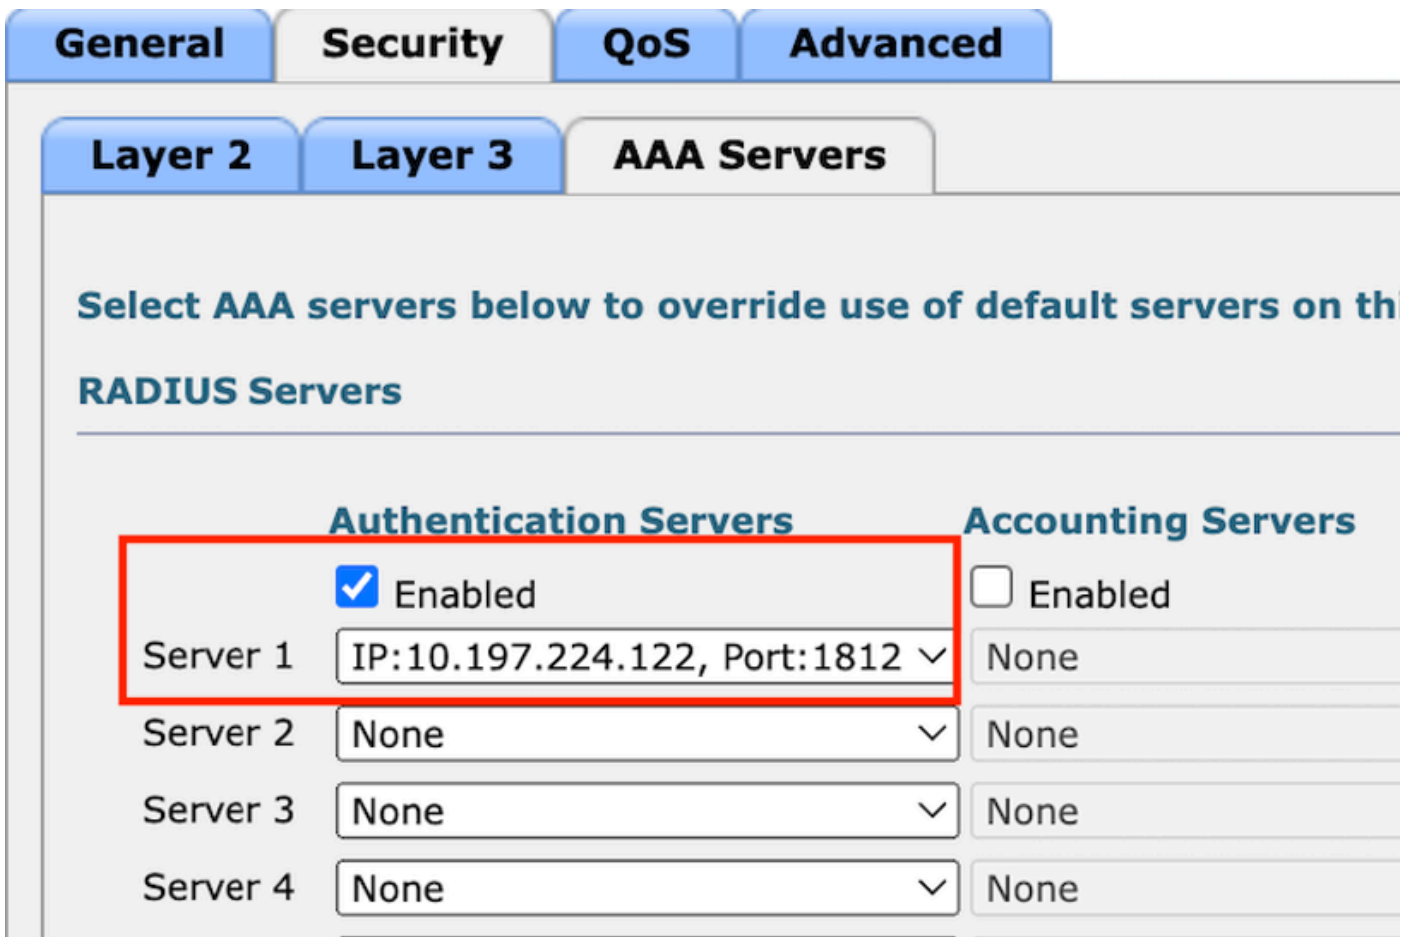 General Security QoS Advanced
Layer 2 Layer 3 AAA Servers
Select AAA servers below to override use of default servers on
RADIUS Servers
Authentication Servers Accounting Servers
Enabled Enabled
Server 1 IP:10.197.224.122, Port:1812 None
Server 2 None None
Server 3 None None
Server 4 None None